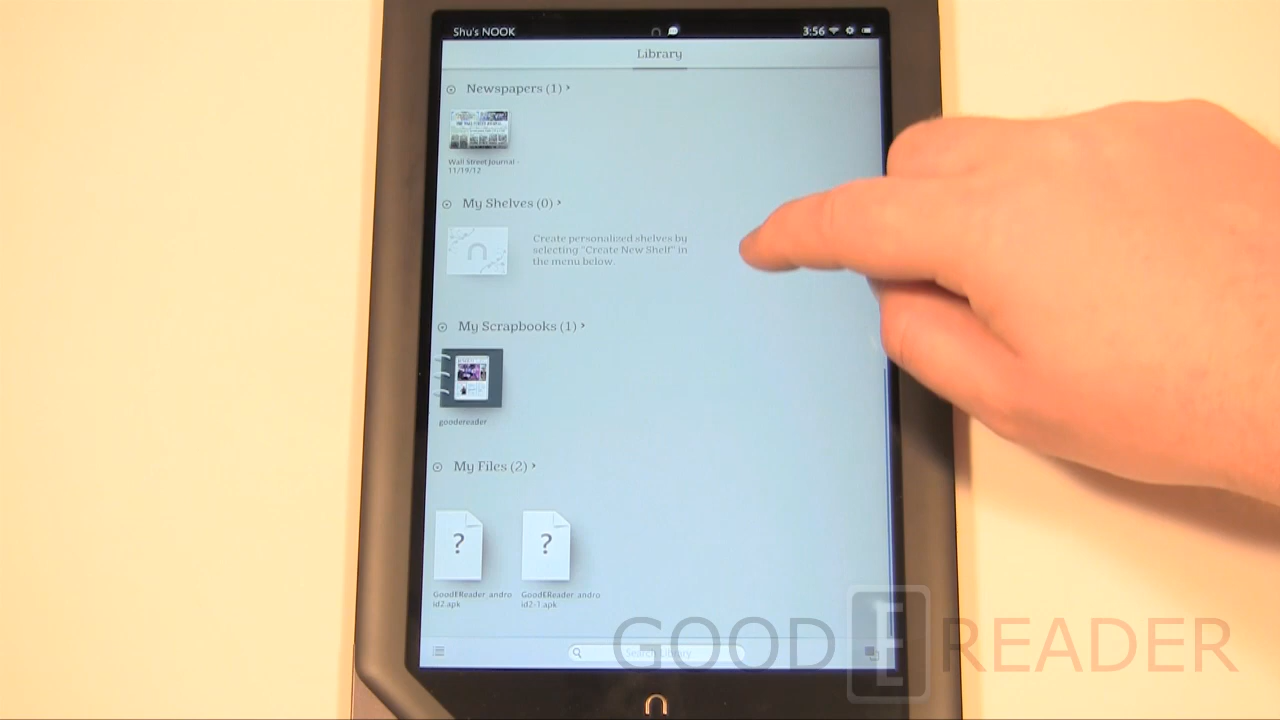 Shu's NOOK
3:56
Library
Newspapers (1)
Wall Street Journal -
11/19/12
My Shelves (0)
Create personalized shelves by
selecting "Create New Shelf" in
the menu below.
My Scrapbooks (1)
goodereader
My Files (2)
?
?
GoodEReader_andro
id2.apk
GoodEReader_andro
id2-1.apk
Search Library
GOOD E READER